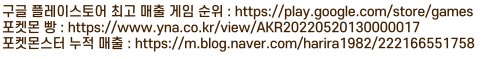 구글 플레이스토어 최고 매출 게임 순위 : https://play.google.com/store/games
포켓몬 빵 : https://www.yna.co.kr/view/AKR20220520130000017
포켓몬스터 누적 매출 : https://m.blog.naver.com/harira1982/222166551758